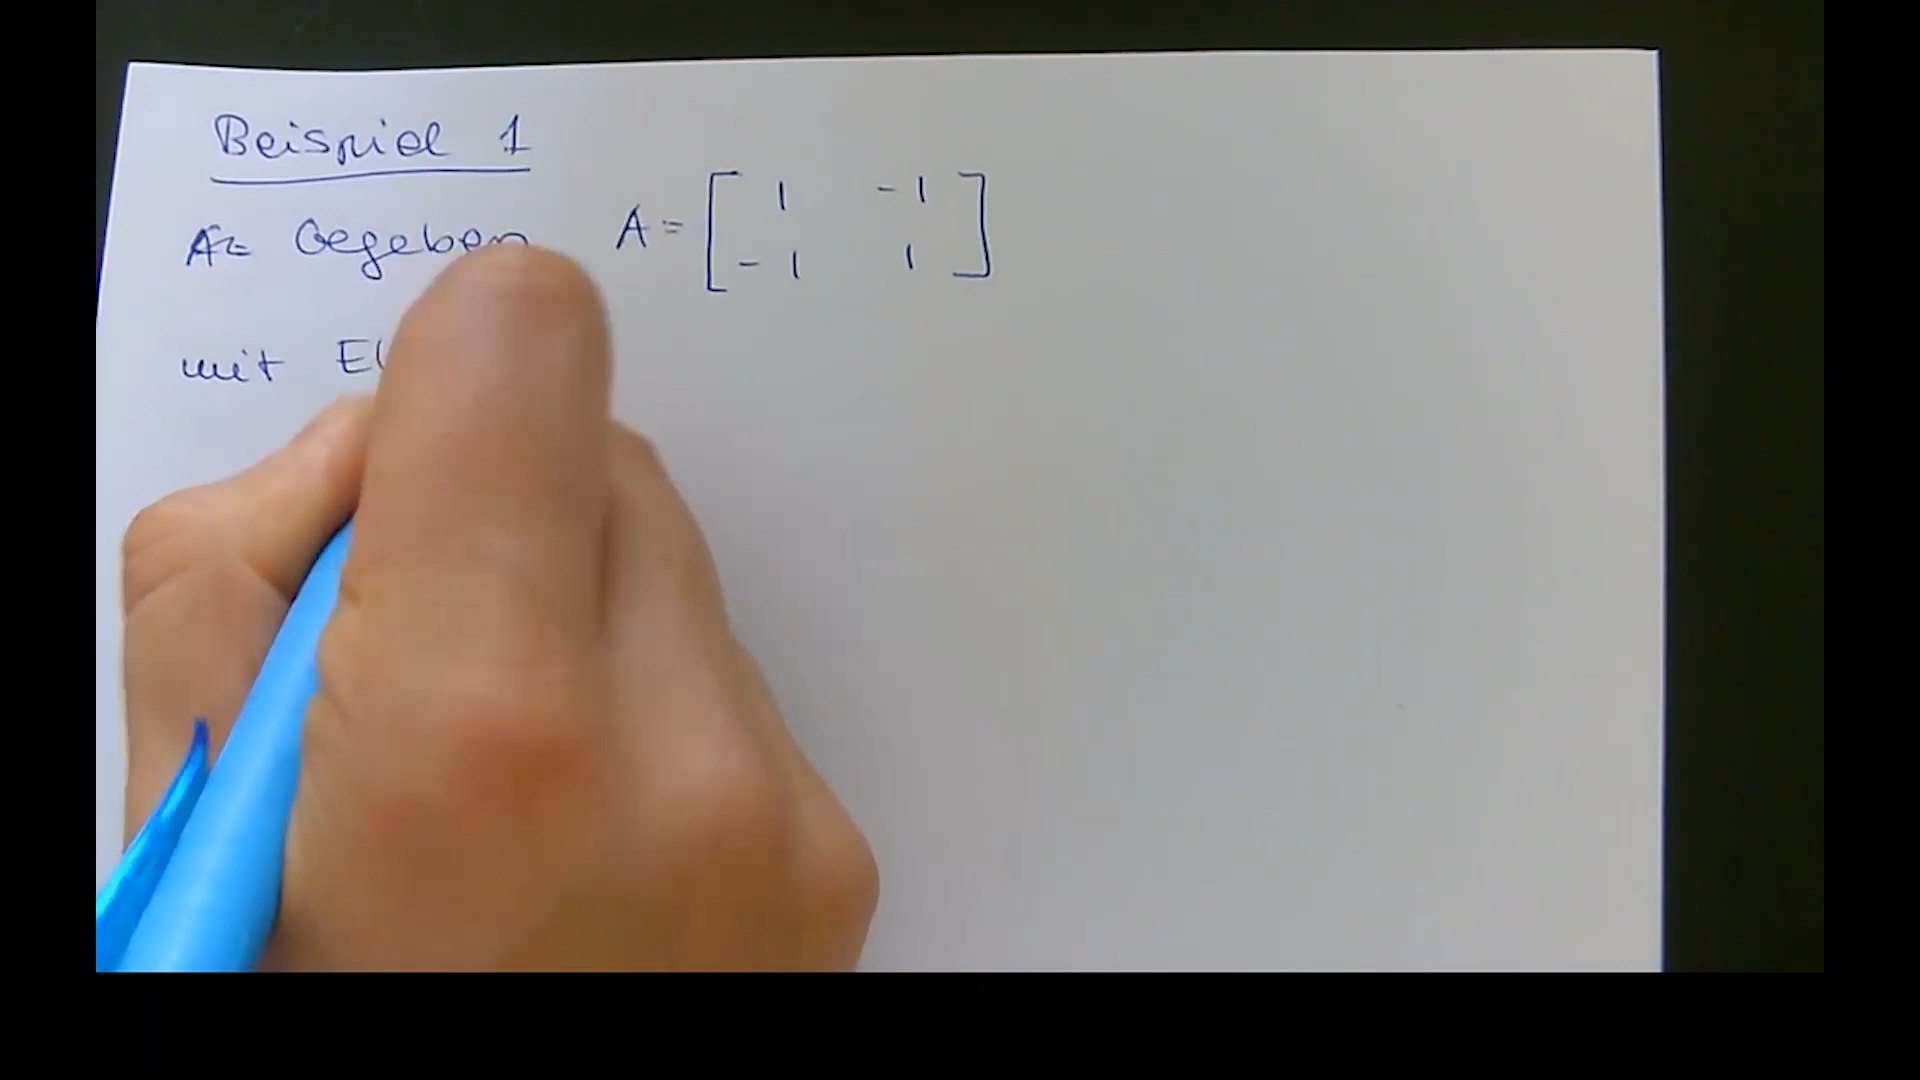 Beispiel 1
A= Gegeben A = [ 1 -1
-1 1 ]
mit